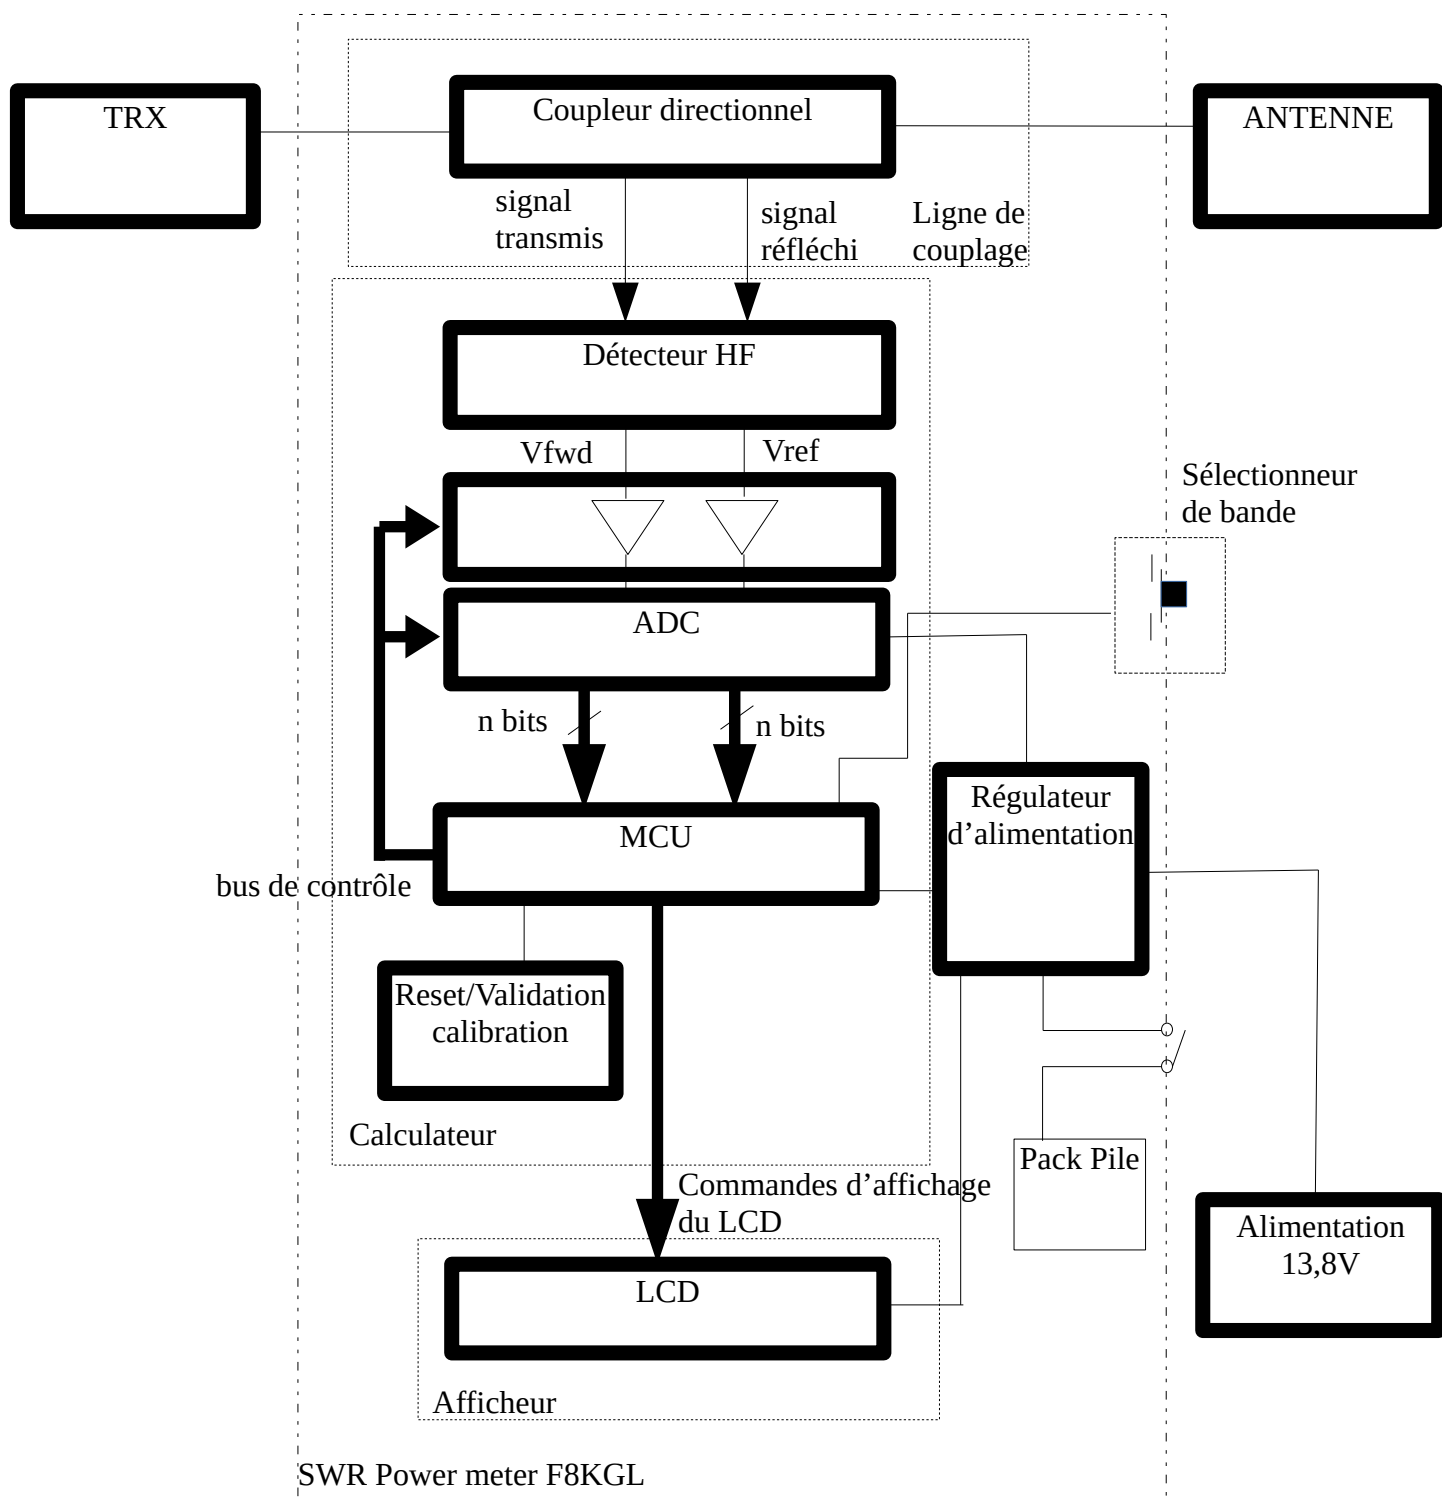 TRX
Coupleur directionnel
ANTENNE
signal
transmis
signal
réfléchi
Ligne de
couplage
Détecteur HF
Vfwd
Vref
Sélectionneur
de bande
ADC
n bits
n bits
Régulateur
d’alimentation
MCU
bus de contrôle
Reset/Validation
calibration
Calculateur
Pack Pile
Commandes d’affichage
du LCD
Alimentation
13,8V
LCD
Afficheur
SWR Power meter F8KGL